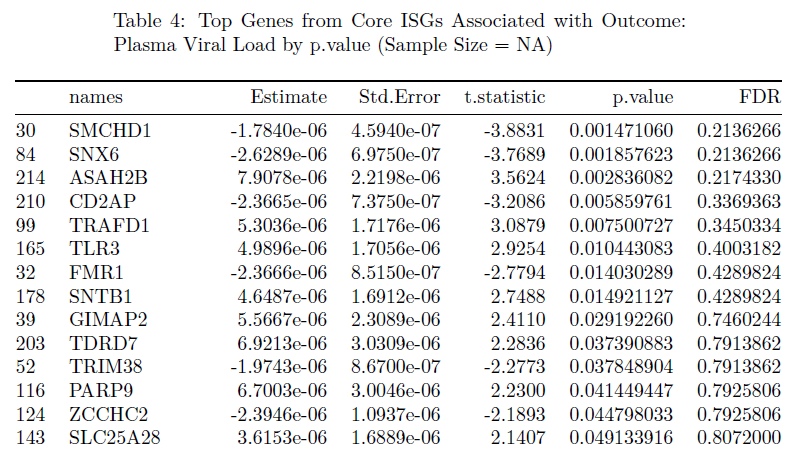 Table 4: Top Genes from Core ISGs Associated with Outcome:
Plasma Viral Load by p.value (Sample Size = NA)
names Estimate Std.Error t.statistic p.value FDR
30 SMCHD1 -1.7840e-06 4.5940e-07 -3.8831 0.001471060 0.2136266
84 SNX6 -2.6289e-06 6.9750e-07 -3.7689 0.001857623 0.2136266
214 ASAH2B 7.9078e-06 2.2198e-06 3.5624 0.002836082 0.2174330
210 CD2AP -2.3665e-06 7.3750e-07 -3.2086 0.005859761 0.3369363
99 TRAFD1 5.3036e-06 1.7176e-06 3.0879 0.007500727 0.3450334
165 TLR3 4.9896e-06 1.7056e-06 2.9254 0.010443083 0.4003182
32 FMR1 -2.3666e-06 8.5150e-07 -2.7794 0.014030289 0.4289824
178 SNTB1 4.6487e-06 1.6912e-06 2.7488 0.014921127 0.4289824
39 GIMAP2 5.5667e-06 2.3089e-06 2.4110 0.029192260 0.7460244
203 TDRD7 6.9213e-06 3.0309e-06 2.2836 0.037390883 0.7913862
52 TRIM38 -1.9743e-06 8.6700e-07 -2.2773 0.037848904 0.7913862
116 PARP9 6.7003e-06 3.0046e-06 2.2300 0.041449447 0.7925806
124 ZCCHC2 -2.3946e-06 1.0937e-06 -2.1893 0.044798033 0.7925806
143 SLC25A28 3.6153e-06 1.6889e-06 2.1407 0.049133916 0.8072000